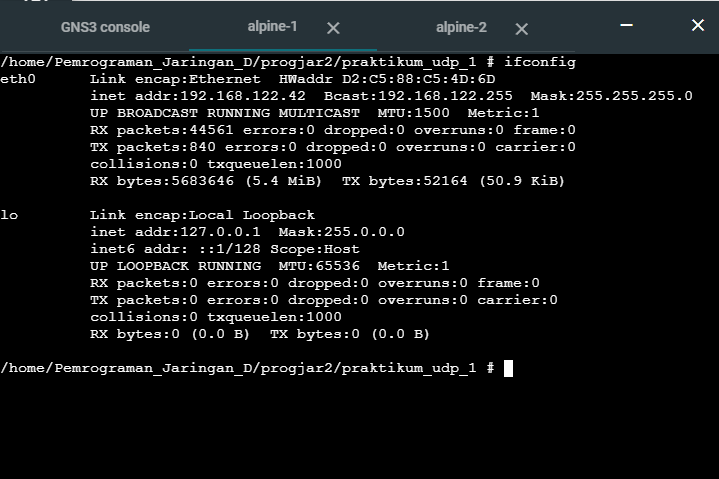 GNS3 console alpine-1 alpine-2
/home/Pemrograman_Jaringan_D/progjar2/praktikum_udp_1 # ifconfig
eth0      Link encap:Ethernet  HWaddr D2:C5:88:C5:4D:6D
          inet addr:192.168.122.42  Bcast:192.168.122.255  Mask:255.255.255.0
          UP BROADCAST RUNNING MULTICAST  MTU:1500  Metric:1
          RX packets:44561 errors:0 dropped:0 overruns:0 frame:0
          TX packets:840 errors:0 dropped:0 overruns:0 carrier:0
          collisions:0 txqueuelen:1000
          RX bytes:5683646 (5.4 MiB)  TX bytes:52164 (50.9 KiB)
lo        Link encap:Local Loopback
          inet addr:127.0.0.1  Mask:255.0.0.0
          inet6 addr: ::1/128 Scope:Host
          UP LOOPBACK RUNNING  MTU:65536  Metric:1
          RX packets:0 errors:0 dropped:0 overruns:0 frame:0
          TX packets:0 errors:0 dropped:0 overruns:0 carrier:0
          collisions:0 txqueuelen:1000
          RX bytes:0 (0.0 B)  TX bytes:0 (0.0 B)
/home/Pemrograman_Jaringan_D/progjar2/praktikum_udp_1 #